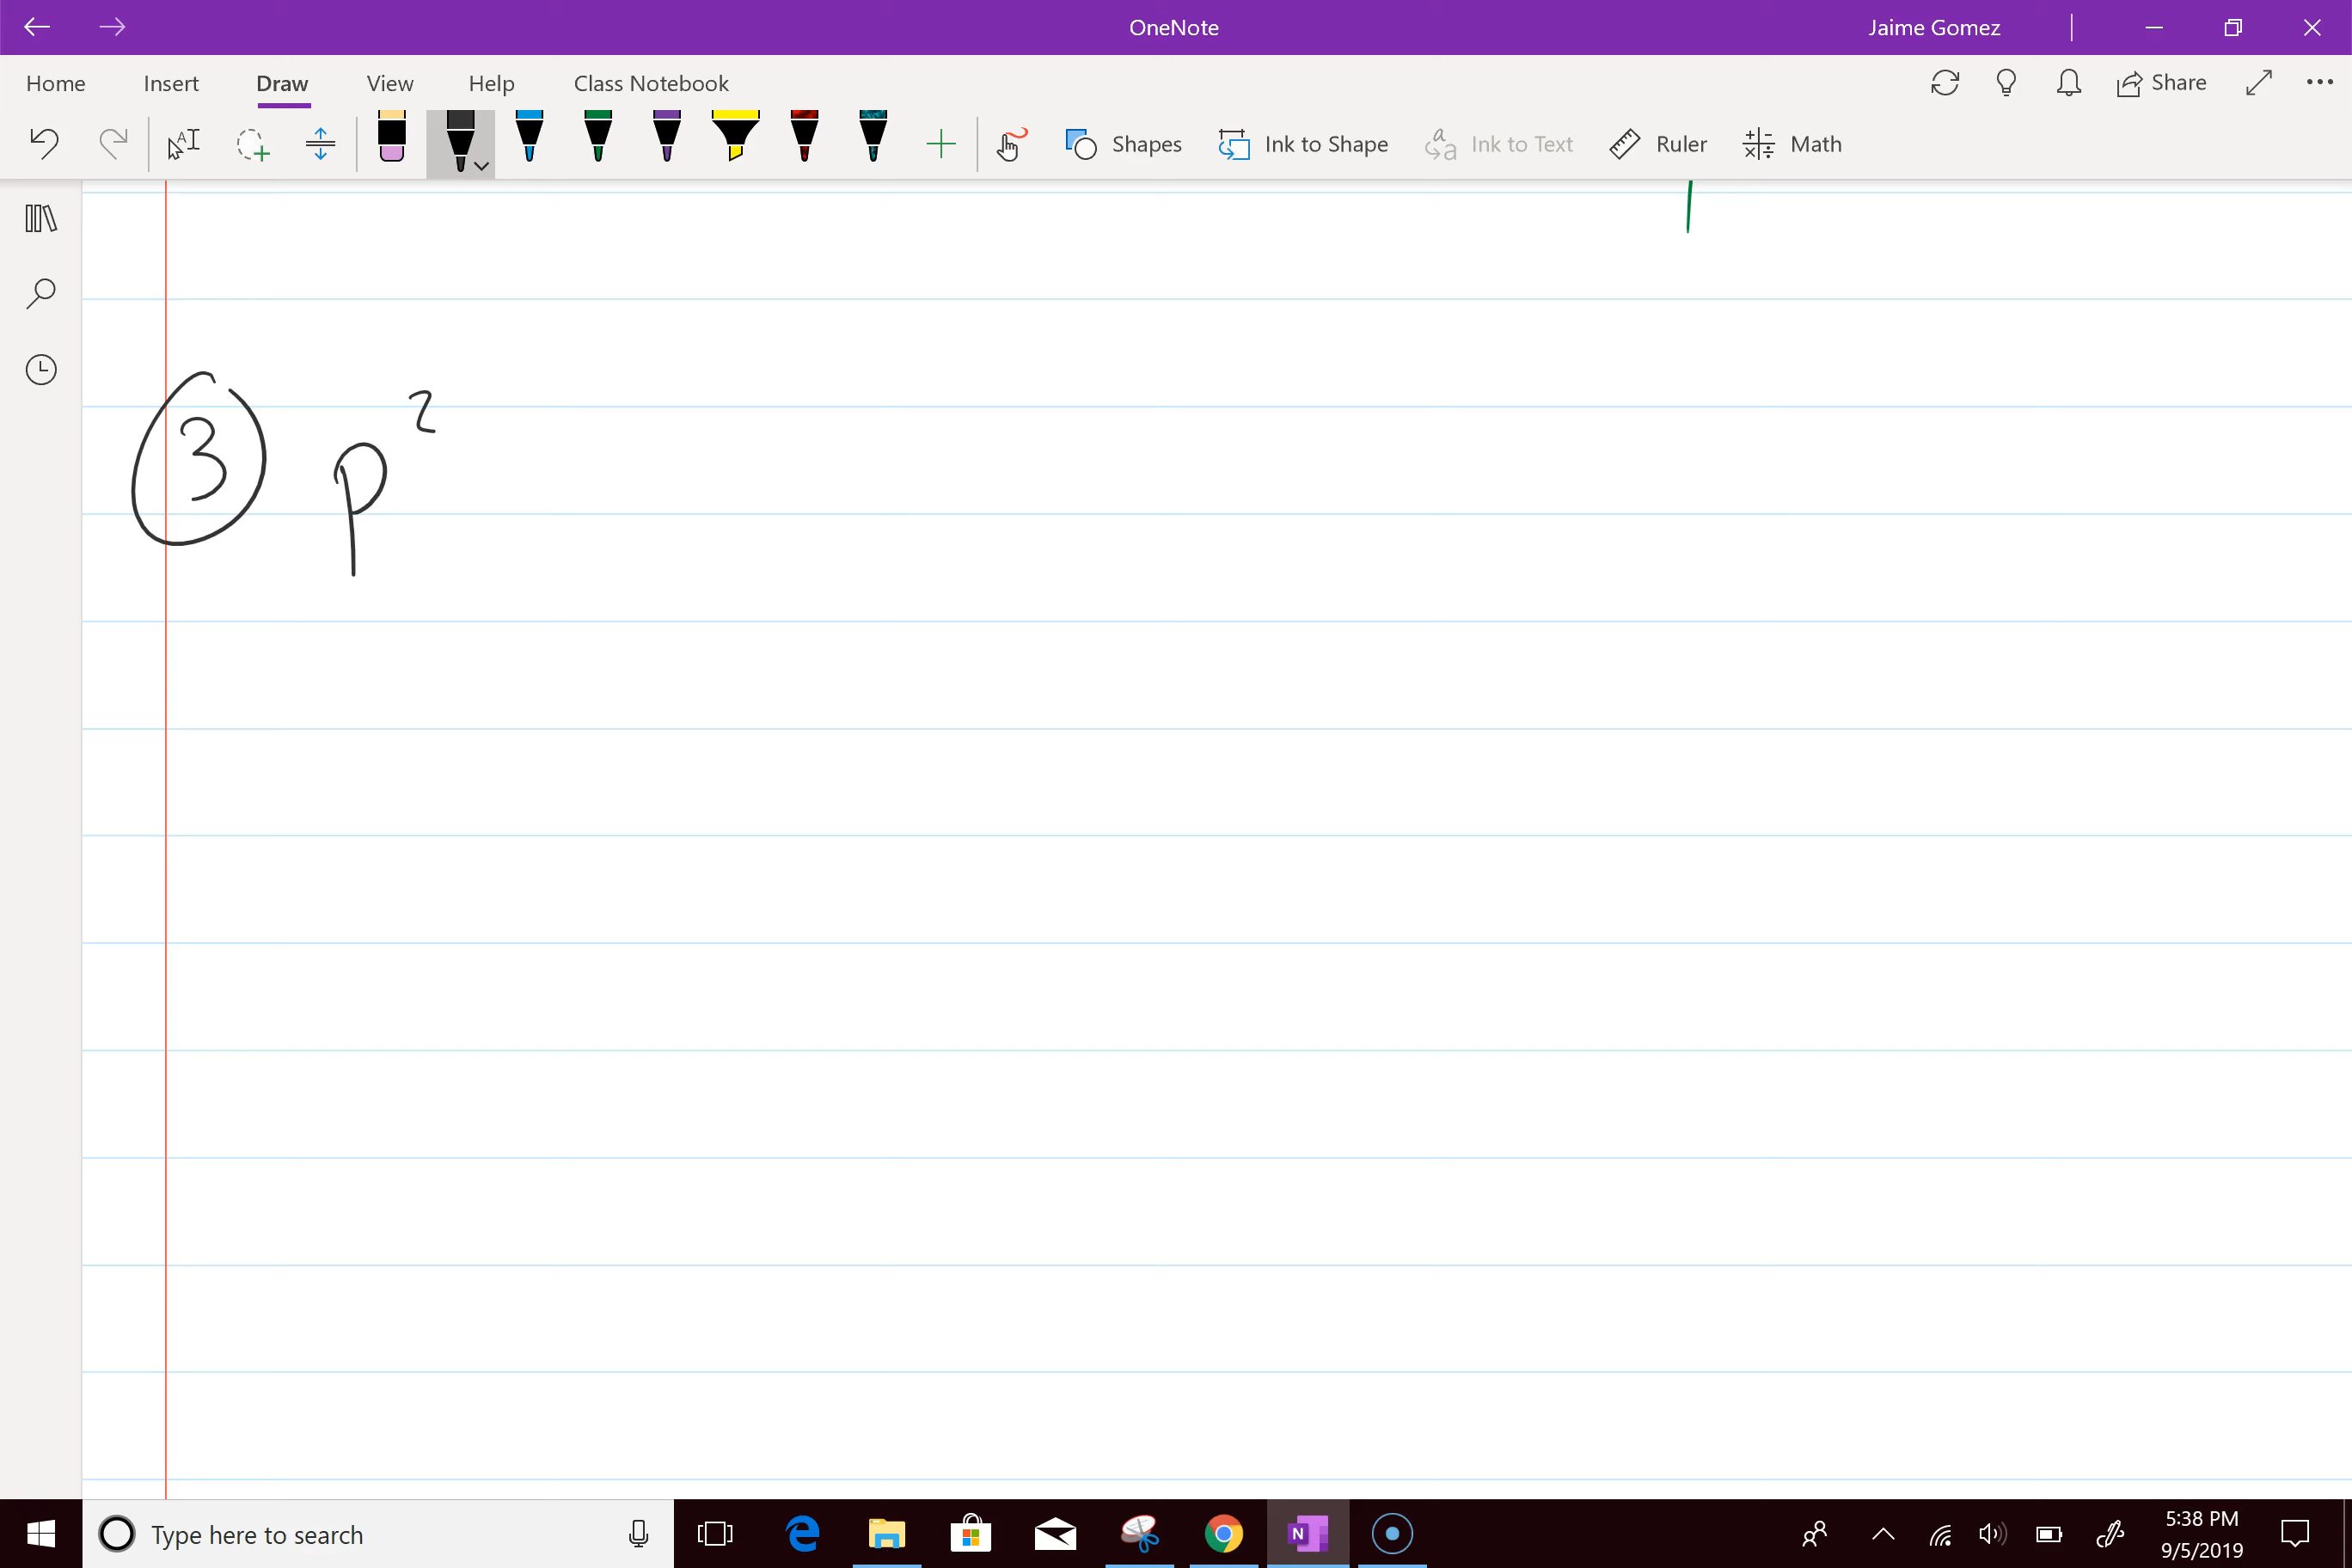 OneNote
Jaime Gomez
Home Insert Draw View Help Class Notebook
Share
Shapes Ink to Shape Ink to Text Ruler Math
③ p²
Type here to search
5:38 PM
9/5/2019